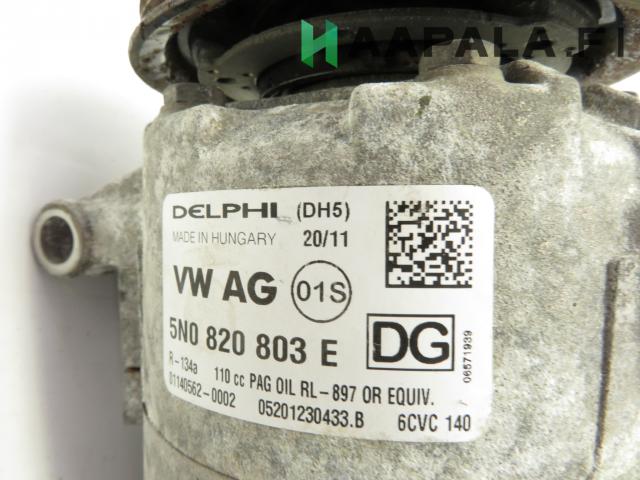 HAAPALA.FI
DELPHI (DH5)
MADE IN HUNGARY 20/11
VW AG 01S
5N0 820 803 E DG
R-134a 110 cc PAG OIL RL-897 OR EQUIV.
01140562-0002 05201230433.B 6CVC 140
06571939